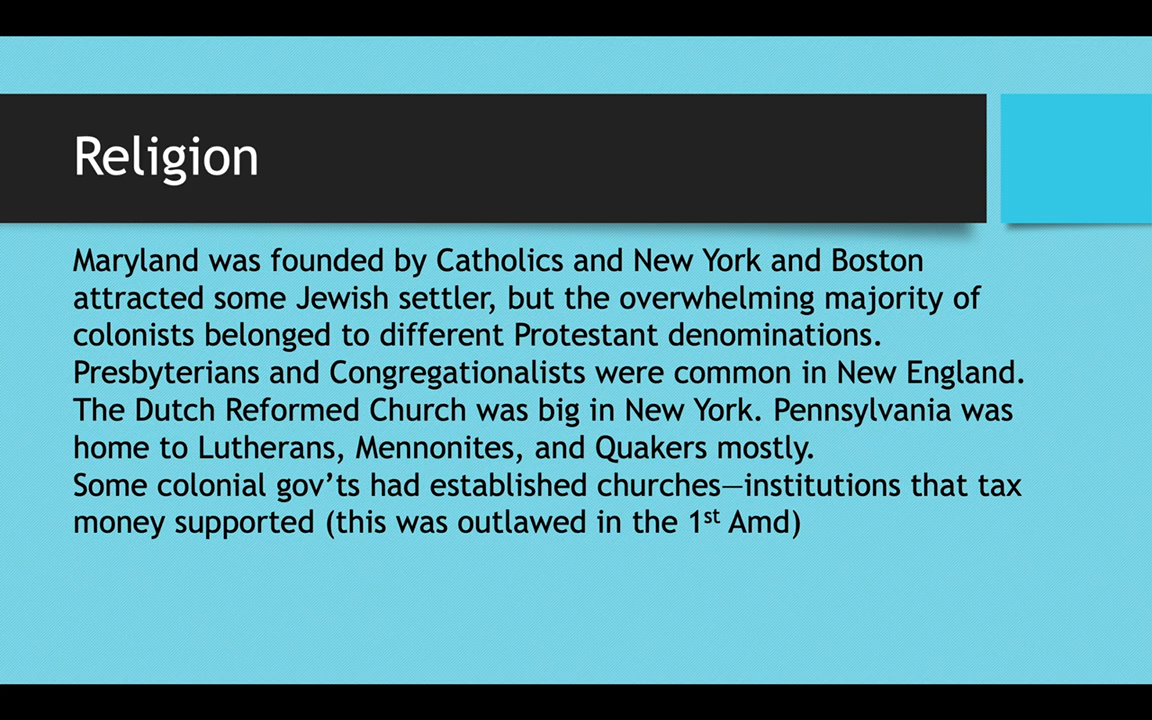 Religion
Maryland was founded by Catholics and New York and Boston
attracted some Jewish settler, but the overwhelming majority of
colonists belonged to different Protestant denominations.
Presbyterians and Congregationalists were common in New England.
The Dutch Reformed Church was big in New York. Pennsylvania was
home to Lutherans, Mennonites, and Quakers mostly.
Some colonial gov’ts had established churches—institutions that tax
money supported (this was outlawed in the 1st Amd)